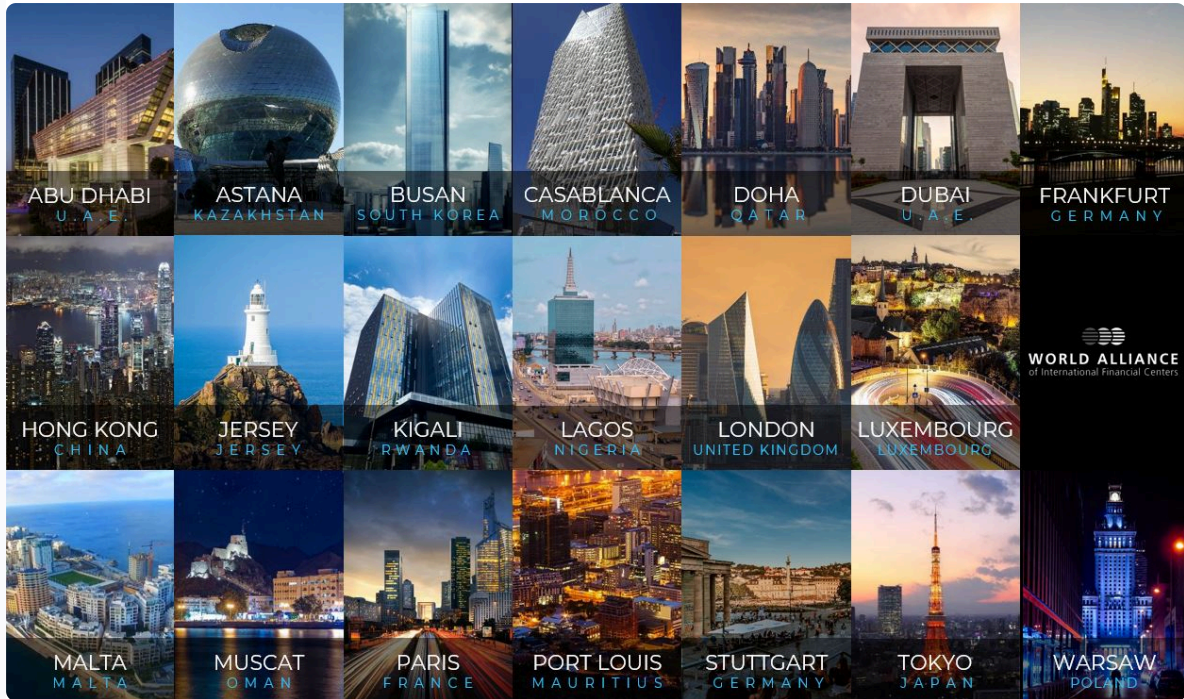 ABU DHABI
U.A.E.
ASTANA
KAZAKHSTAN
BUSAN
SOUTH KOREA
CASABLANCA
MOROCCO
DOHA
QATAR
DUBAI
U.A.E.
FRANKFURT
GERMANY
HONG KONG
CHINA
JERSEY
JERSEY
KIGALI
RWANDA
LAGOS
NIGERIA
LONDON
UNITED KINGDOM
LUXEMBOURG
LUXEMBOURG
WORLD ALLIANCE
of International Financial Centers
MALTA
MALTA
MUSCAT
OMAN
PARIS
FRANCE
PORT LOUIS
MAURITIUS
STUTTGART
GERMANY
TOKYO
JAPAN
WARSAW
POLAND